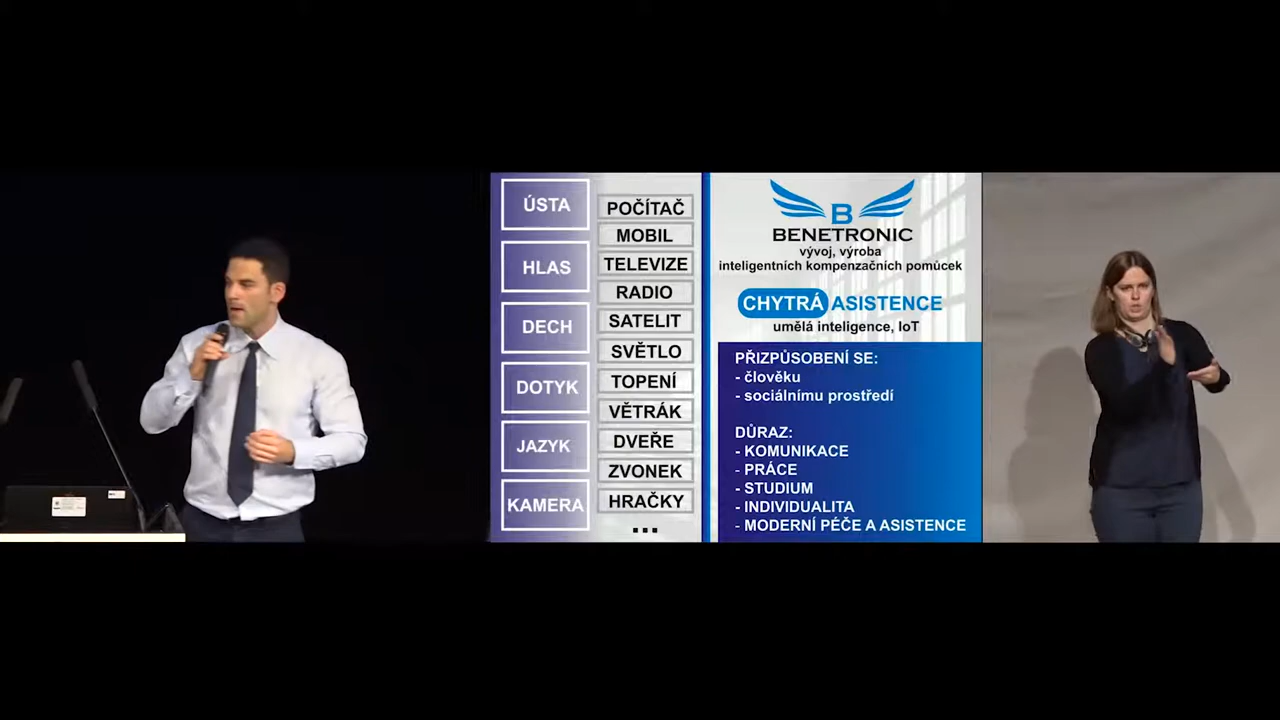 ÚSTA
HLAS
DECH
DOTYK
JAZYK
KAMERA
POČÍTAČ
MOBIL
TELEVIZE
RADIO
SATELIT
SVĚTLO
TOPENÍ
VĚTRÁK
DVEŘE
ZVONEK
HRAČKY
...
B
BENETRONIC
vývoj, výroba
inteligentních kompenzačních pomůcek
CHYTRÁ ASISTENCE
umělá inteligence, IoT
PŘIZPŮSOBENÍ SE:
- člověku
- sociálnímu prostředí
DŮRAZ:
- KOMUNIKACE
- PRÁCE
- STUDIUM
- INDIVIDUALITA
- MODERNÍ PÉČE A ASISTENCE